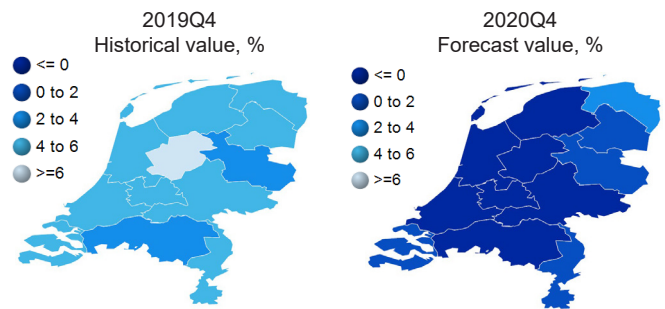 2019Q4
Historical value, %
<= 0
0 to 2
2 to 4
4 to 6
>=6
2020Q4
Forecast value, %
<= 0
0 to 2
2 to 4
4 to 6
>=6